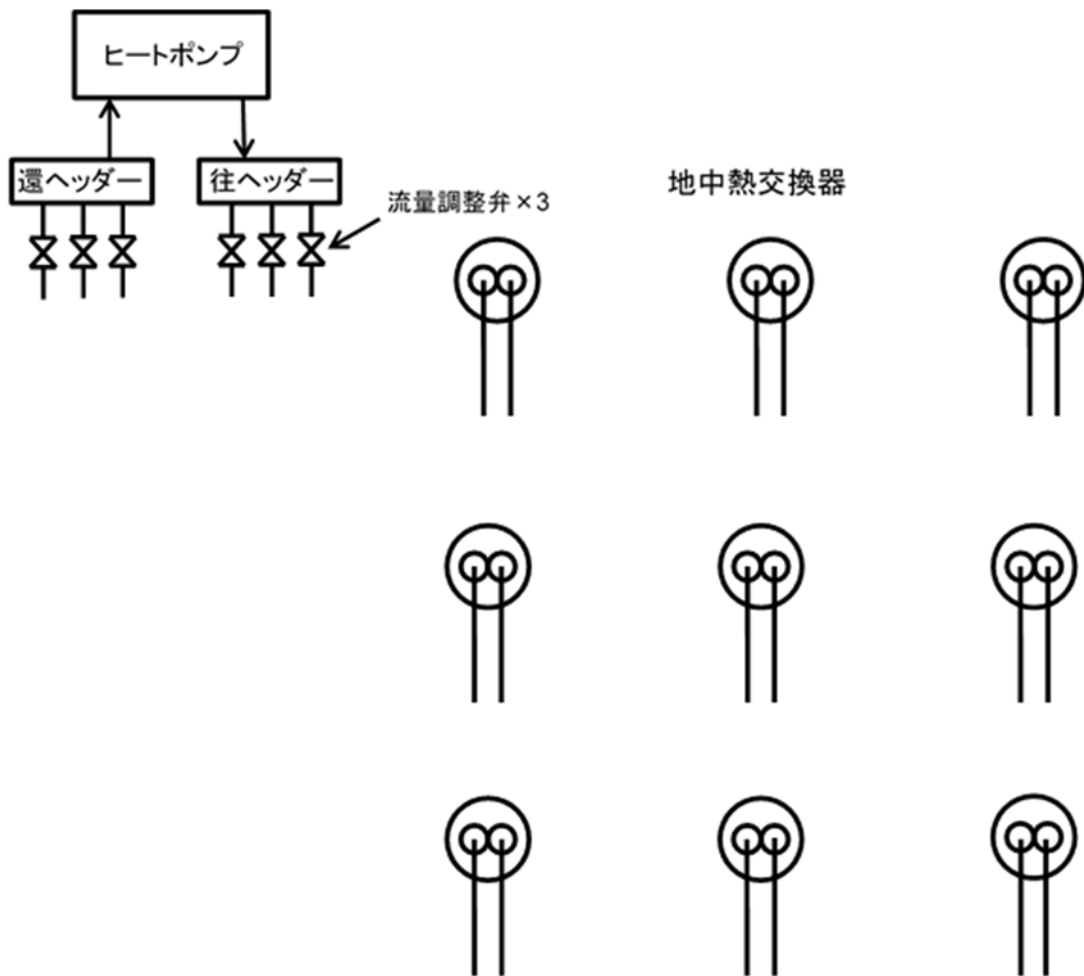 ヒートポンプ
還ヘッダー
往ヘッダー
流量調整弁×3
地中熱交換器